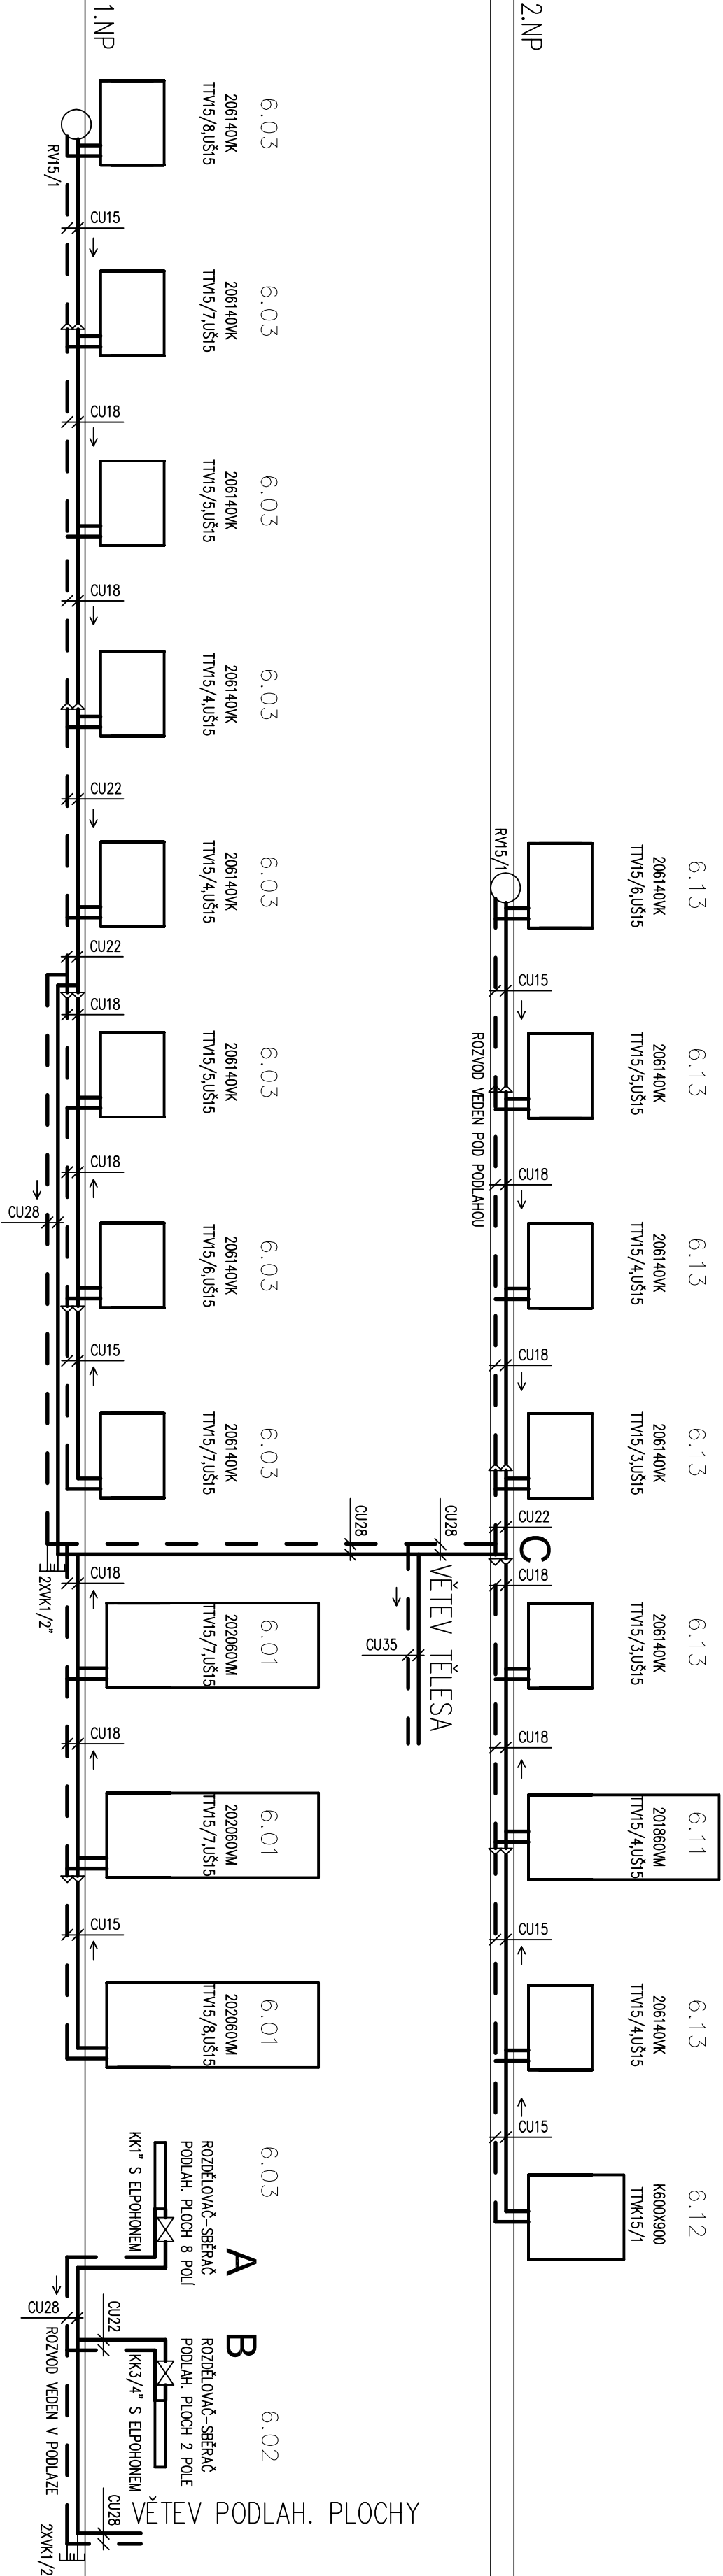 2.NP
6.13
206140VK
TTV15/6,UŠ15
6.13
206140VK
TTV15/5,UŠ15
6.13
206140VK
TTV15/4,UŠ15
6.13
206140VK
TTV15/3,UŠ15
6.13
206140VK
TTV15/3,UŠ15
6.11
201860VM
TTV15/4,UŠ15
6.13
206140VK
TTV15/4,UŠ15
6.12
K600X900
TTVK15/1
RV15/1
CU15
CU18
CU18
CU22
C
CU18
CU18
CU15
CU15
ROZVOD VEDEN POD PODLAHOU
CU28
CU28
VĚTEV TĚLESA
CU35
1.NP
6.03
206140VK
TTV15/8,UŠ15
6.03
206140VK
TTV15/7,UŠ15
6.03
206140VK
TTV15/5,UŠ15
6.03
206140VK
TTV15/4,UŠ15
6.03
206140VK
TTV15/4,UŠ15
6.03
206140VK
TTV15/5,UŠ15
6.03
206140VK
TTV15/6,UŠ15
6.03
206140VK
TTV15/7,UŠ15
6.01
202060VM
TTV15/7,UŠ15
6.01
202060VM
TTV15/7,UŠ15
6.01
202060VM
TTV15/8,UŠ15
6.03
A
ROZDĚLOVAČ-SBĚRAČ
PODLAH. PLOCH 8 POLÍ
KK1" S ELPOHONEM
B
6.02
ROZDĚLOVAČ-SBĚRAČ
PODLAH. PLOCH 2 POLE
KK3/4" S ELPOHONEM
VĚTEV PODLAH. PLOCHY
RV15/1
CU15
CU18
CU18
CU22
CU22
CU18
CU18
CU15
CU18
CU18
CU15
CU22
CU28
CU28
2XVK1/2"
CU28
ROZVOD VEDEN V PODLAZE
2XVK1/2